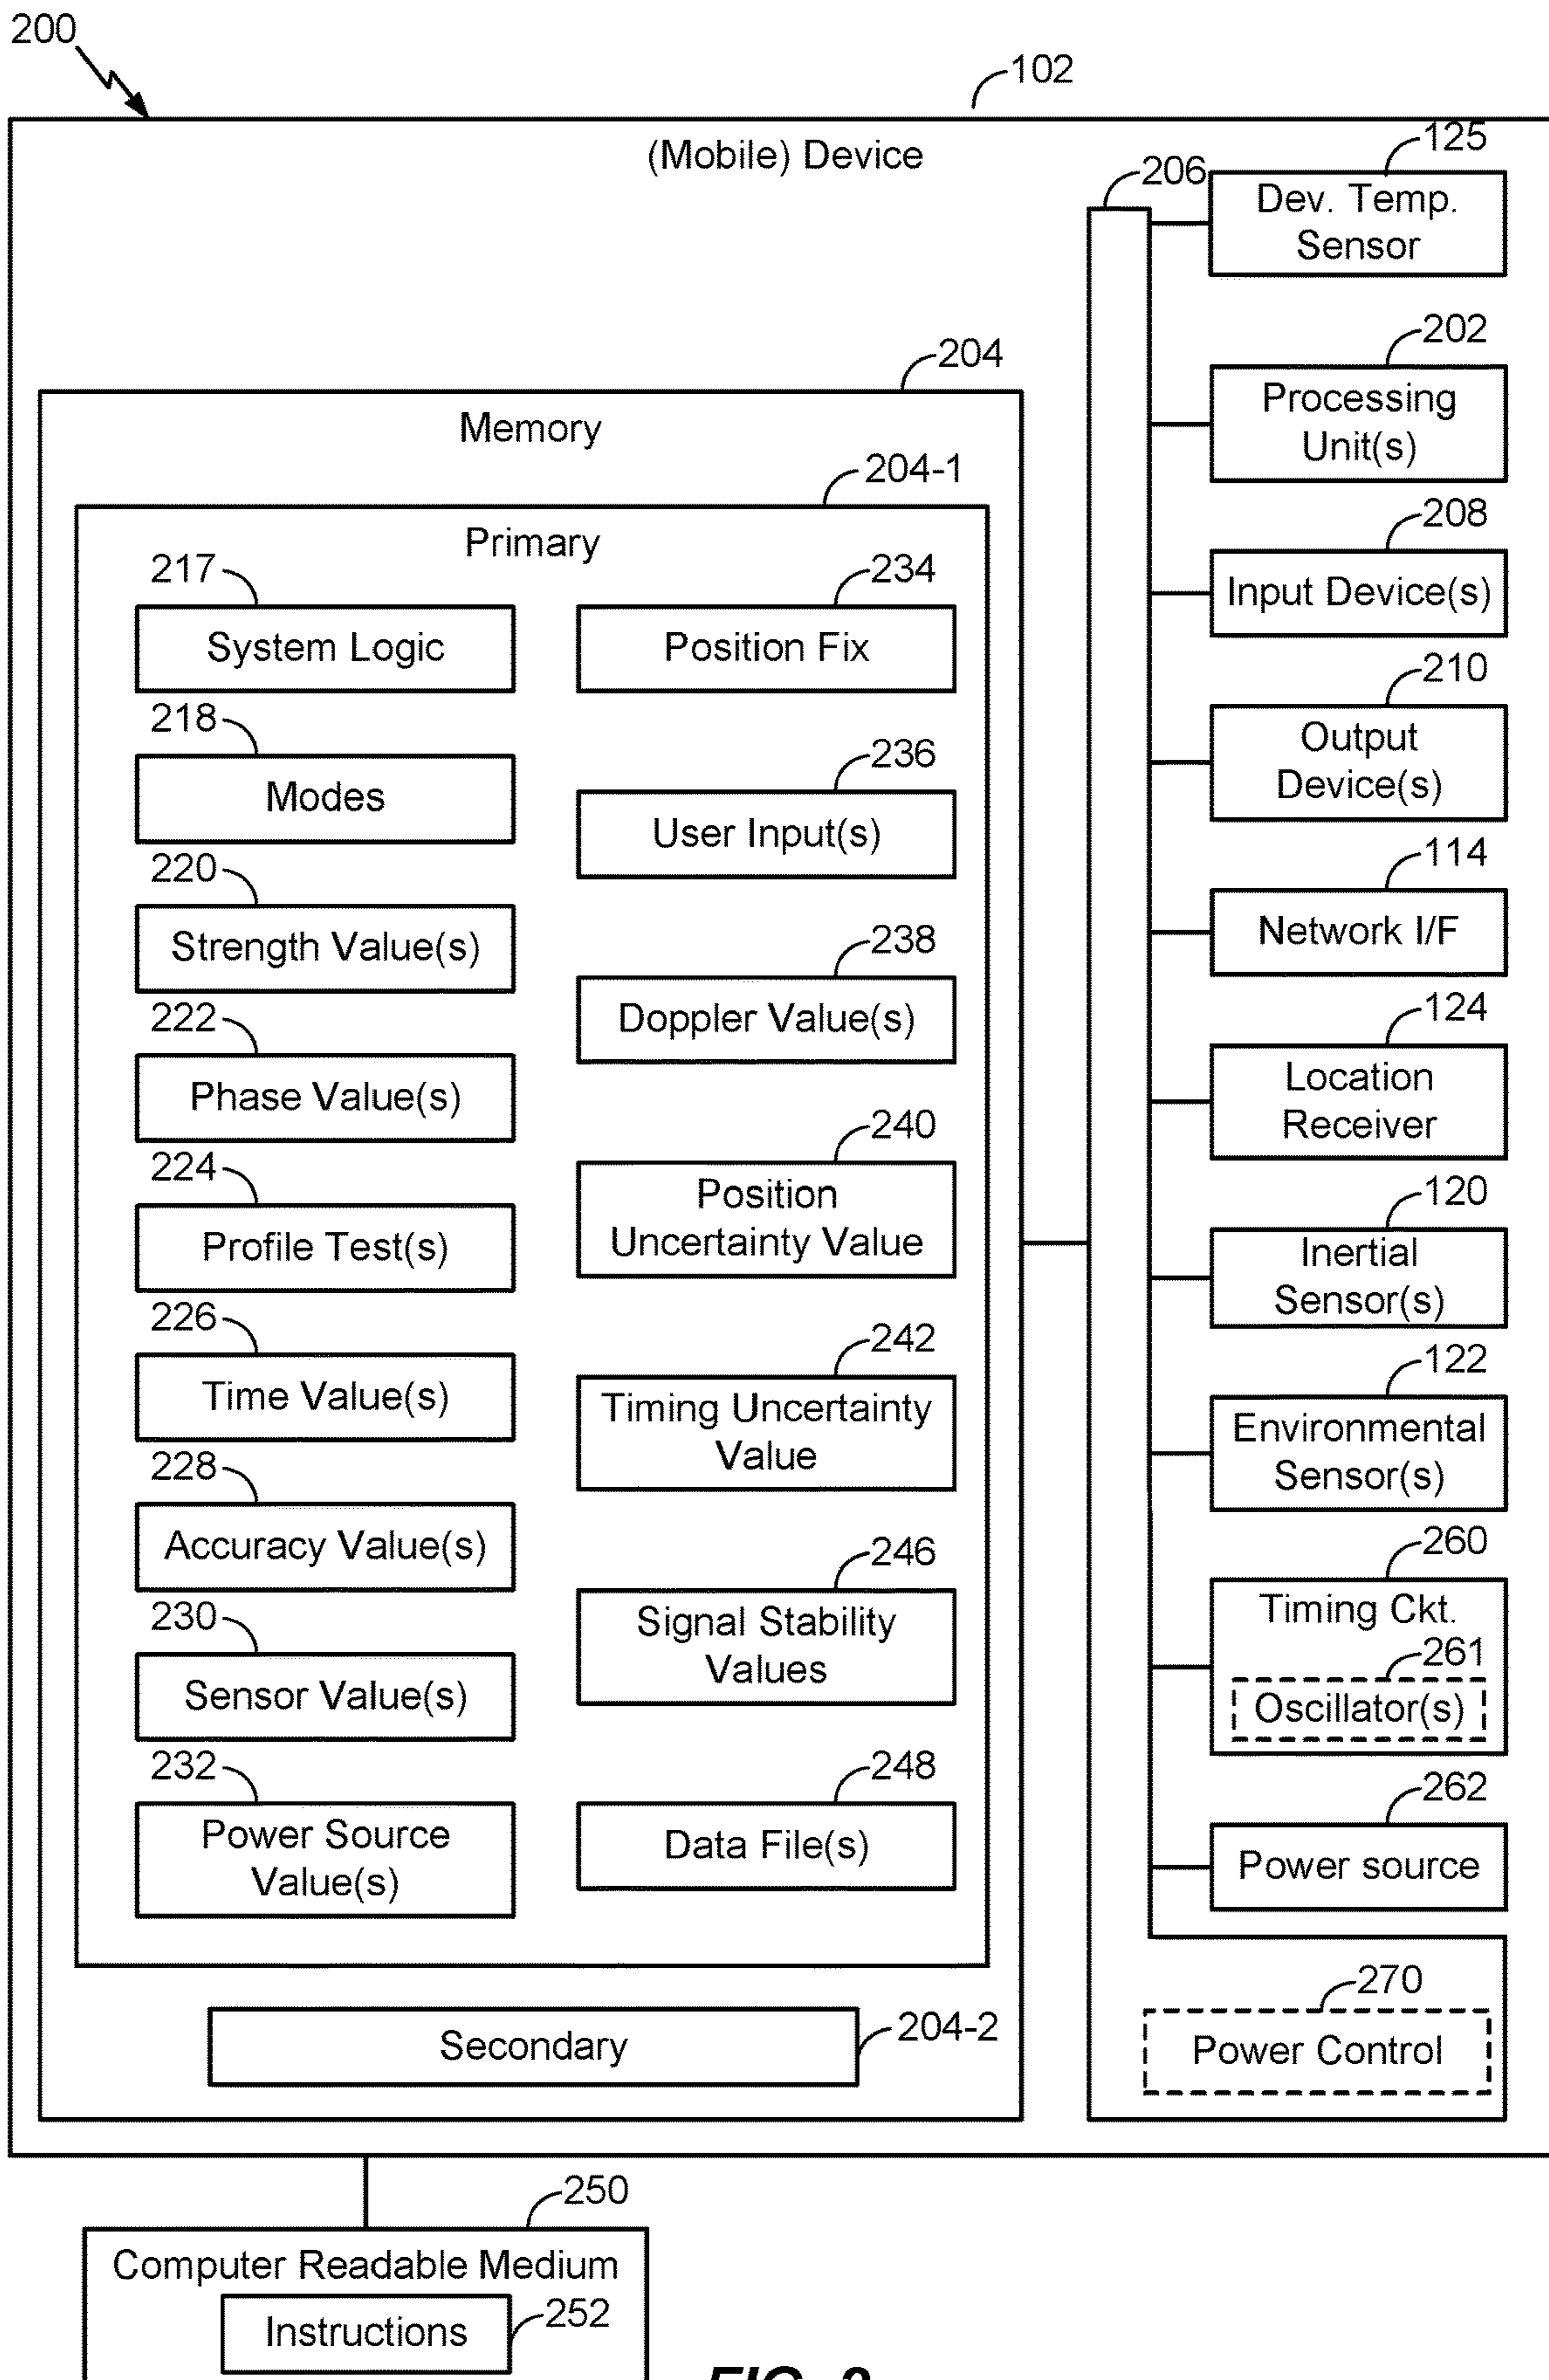 200
102
(Mobile) Device
125
206
Dev. Temp.
Sensor
202
Processing
Unit(s)
204
Memory
204-1
Primary
208
Input Device(s)
210
Output
Device(s)
114
Network I/F
124
Location
Receiver
120
Inertial
Sensor(s)
122
Environmental
Sensor(s)
260
Timing Ckt.
261
Oscillator(s)
262
Power source
270
Power Control
217
System Logic
218
Modes
220
Strength Value(s)
222
Phase Value(s)
224
Profile Test(s)
226
Time Value(s)
228
Accuracy Value(s)
230
Sensor Value(s)
232
Power Source
Value(s)
234
Position Fix
236
User Input(s)
238
Doppler Value(s)
240
Position
Uncertainty Value
242
Timing Uncertainty
Value
246
Signal Stability
Values
248
Data File(s)
Secondary
204-2
250
Computer Readable Medium
Instructions
252
FIG.